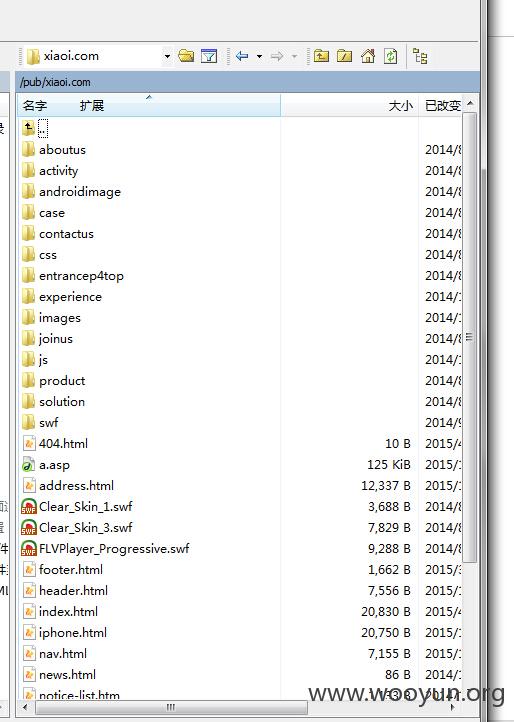 xiaoi.com
/pub/xiaoi.com
名字 扩展 大小 已改变
..
aboutus 2014/8
activity 2014/8
androidimage 2014/8
case 2014/8
contactus 2014/8
css 2014/8
entrancep4top 2014/8
experience 2014/1
images 2014/1
joinus 2014/8
js 2014/1
product 2014/8
solution 2014/8
swf 2014/9
404.html 10 B 2015/4
a.asp 125 KiB 2015/1
address.html 12,337 B 2015/1
Clear_Skin_1.swf 3,688 B 2014/8
Clear_Skin_3.swf 7,829 B 2014/8
FLVPlayer_Progressive.swf 9,288 B 2014/8
footer.html 1,662 B 2015/3
header.html 7,556 B 2015/1
index.html 20,830 B 2015/4
iphone.html 20,750 B 2015/1
nav.html 7,155 B 2015/1
news.html 86 B 2014/1
notice-list.htm 33 B 2014/1
www.wooyun.org